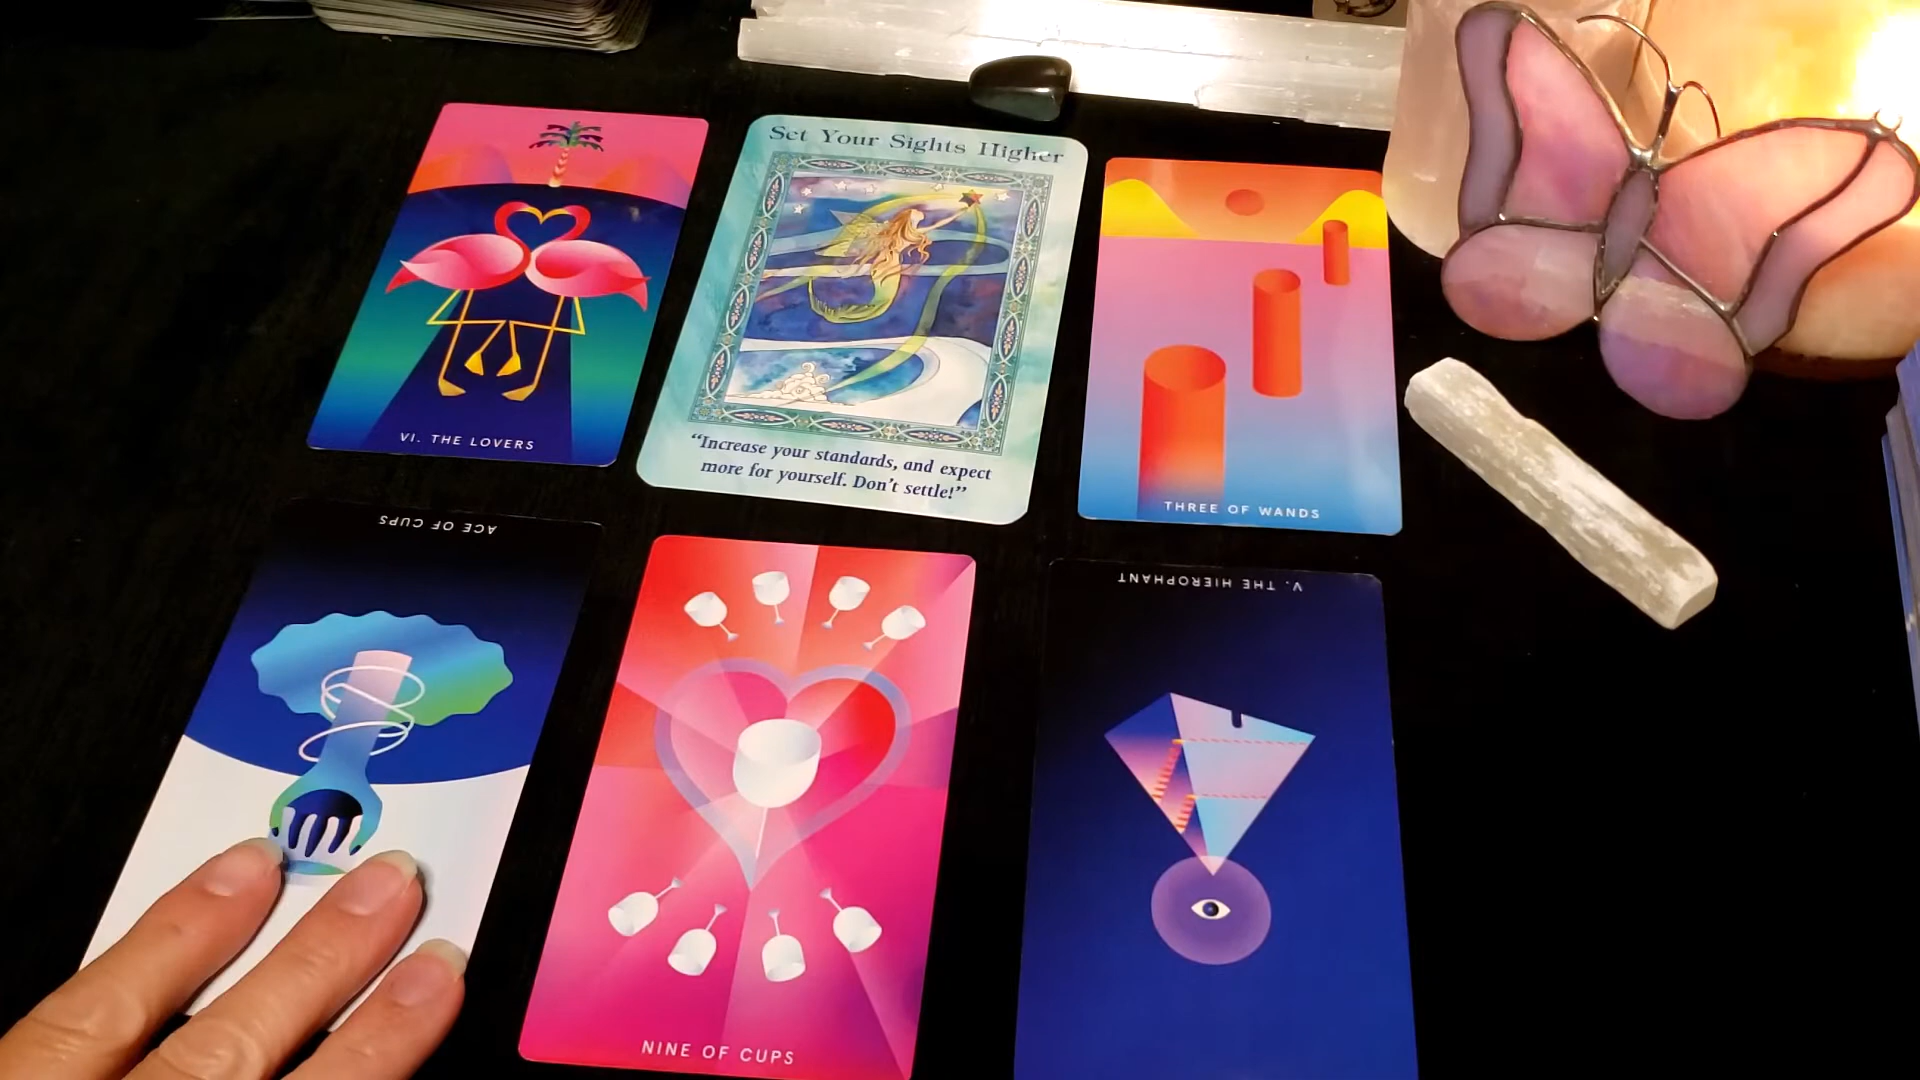 VI. THE LOVERS
Set Your Sights Higher
“Increase your standards, and expect
more for yourself. Don’t settle!”
THREE OF WANDS
ACE OF CUPS
NINE OF CUPS
V. THE HIEROPHANT